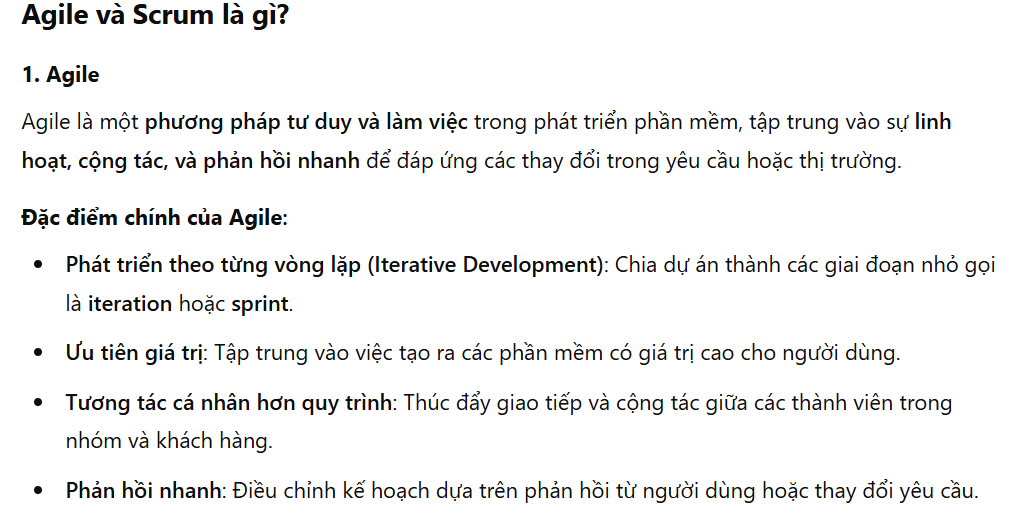 Agile và Scrum là gì?
1. Agile
Agile là một phương pháp tư duy và làm việc trong phát triển phần mềm, tập trung vào sự linh
hoạt, cộng tác, và phản hồi nhanh để đáp ứng các thay đổi trong yêu cầu hoặc thị trường.
Đặc điểm chính của Agile:
• Phát triển theo từng vòng lặp (Iterative Development): Chia dự án thành các giai đoạn nhỏ gọi
là iteration hoặc sprint.
• Ưu tiên giá trị: Tập trung vào việc tạo ra các phần mềm có giá trị cao cho người dùng.
• Tương tác cá nhân hơn quy trình: Thúc đẩy giao tiếp và cộng tác giữa các thành viên trong
nhóm và khách hàng.
• Phản hồi nhanh: Điều chỉnh kế hoạch dựa trên phản hồi từ người dùng hoặc thay đổi yêu cầu.